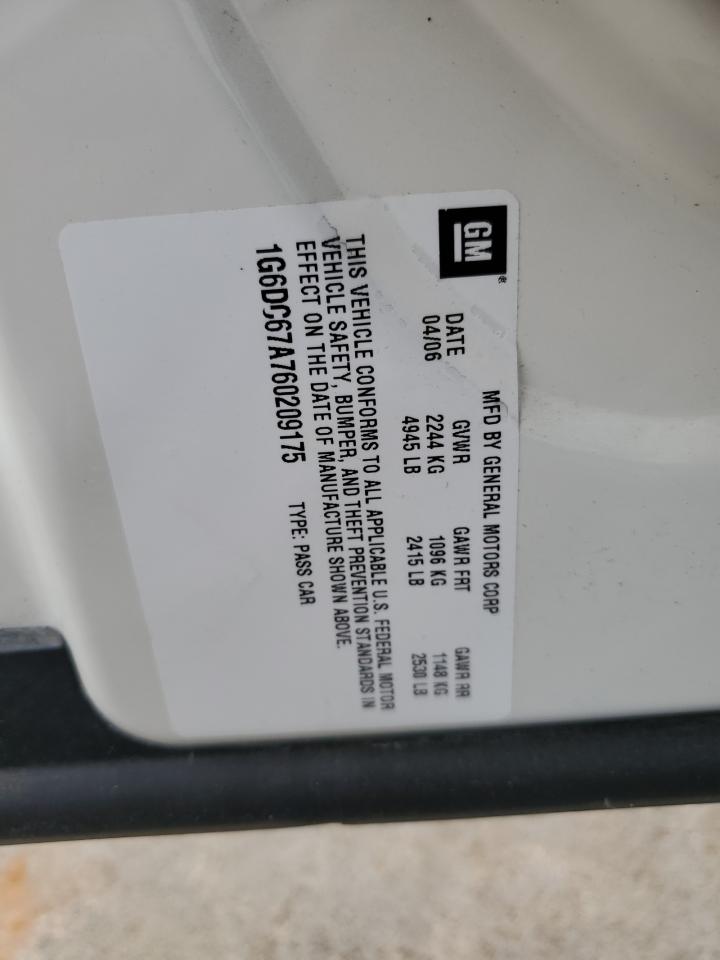 GM®
MFD BY GENERAL MOTORS CORP
DATE GVWR GAWR FRT GAWR RR
04/06 2244 KG 1096 KG 1148 KG
4945 LB 2415 LB 2530 LB
THIS VEHICLE CONFORMS TO ALL APPLICABLE U.S. FEDERAL MOTOR
VEHICLE SAFETY, BUMPER, AND THEFT PREVENTION STANDARDS IN
EFFECT ON THE DATE OF MANUFACTURE SHOWN ABOVE.
1G6DC67A760209175 TYPE: PASS CAR